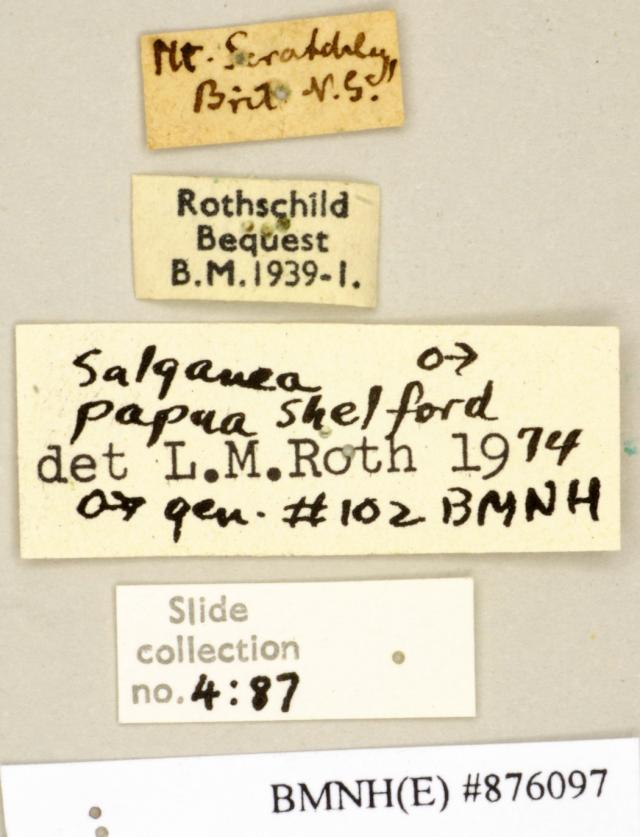 Mt. Scratchley
Brit. N.G.
Rothschild
Bequest
B.M.1939-1.
Salganea ♂
papua Shelford
det L.M.Roth 1974
♂ gen. #102 BMNH
Slide
collection
no. 4:87
BMNH(E) #876097